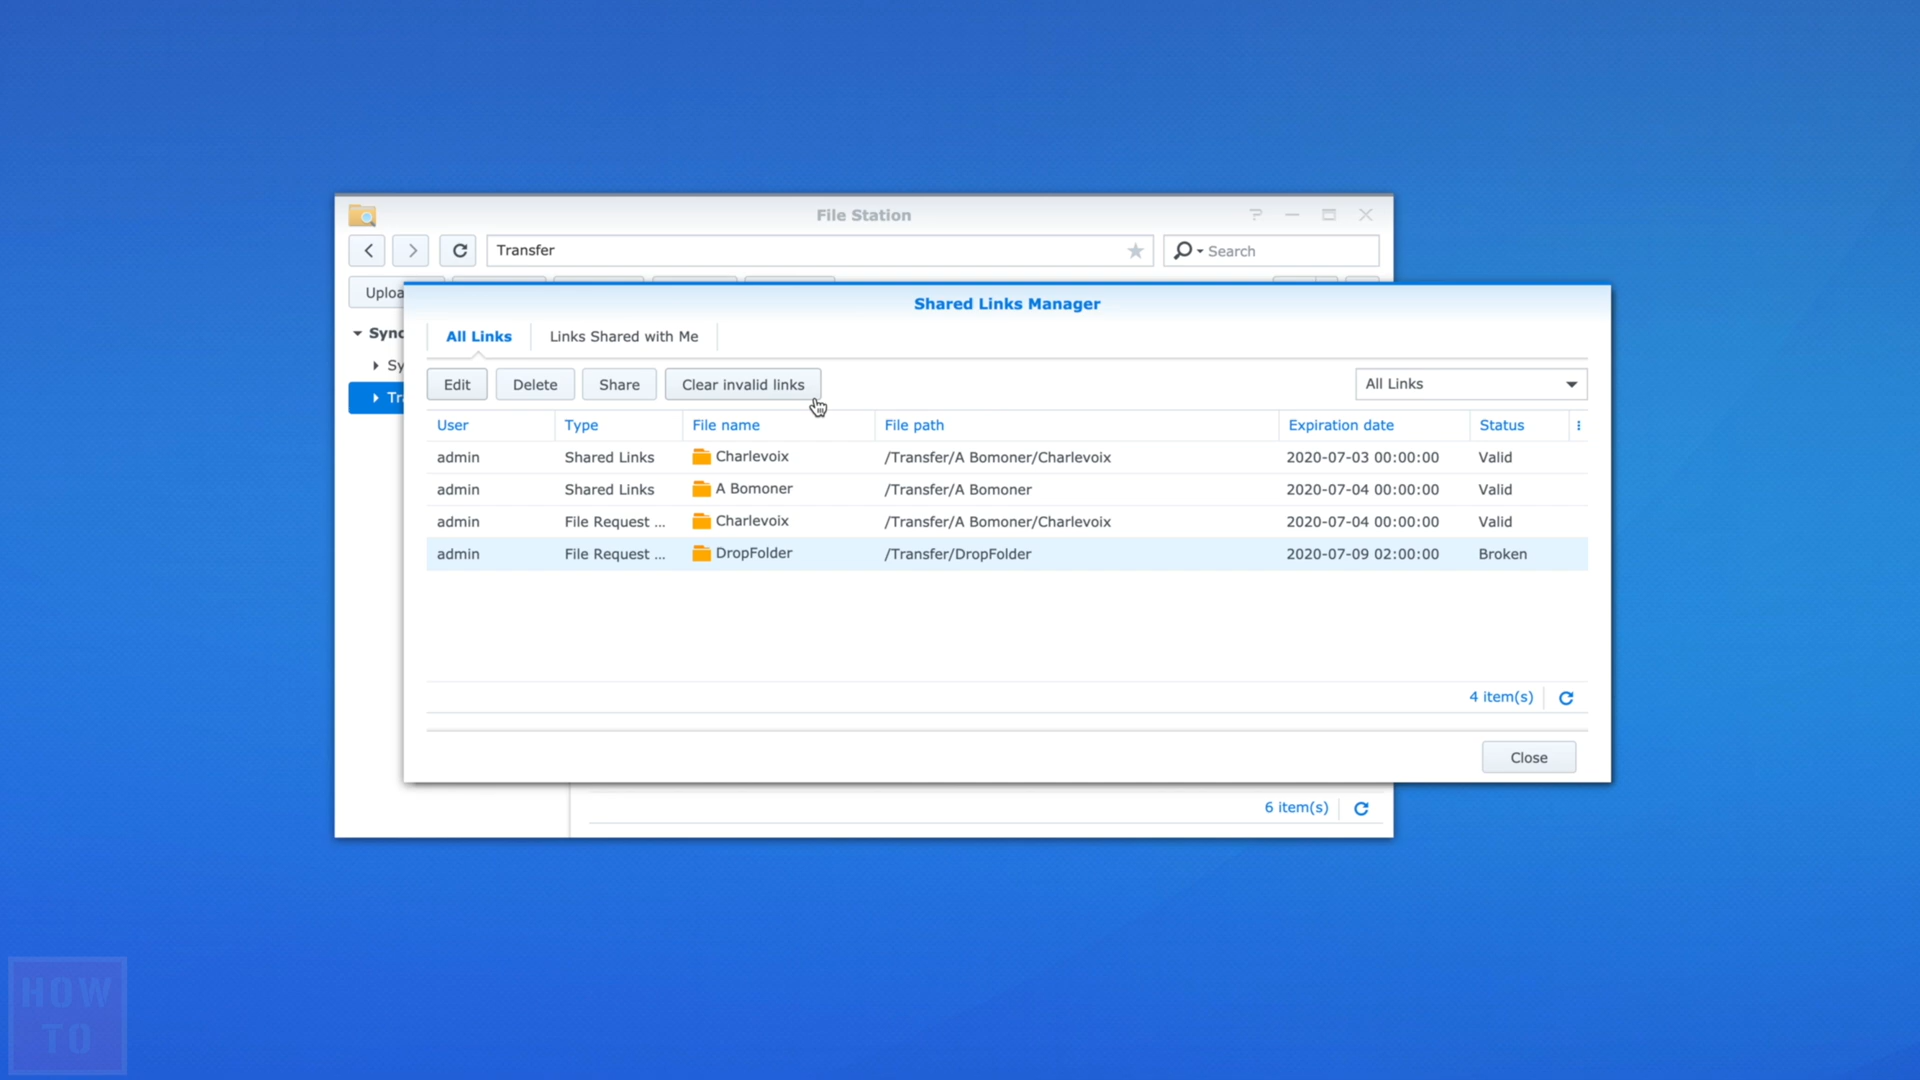 File Station
Transfer
Search
Uploa
Shared Links Manager
Sync
All Links
Links Shared with Me
Sy
Edit
Delete
Share
Clear invalid links
All Links
Tra
User
Type
File name
File path
Expiration date
Status
admin
Shared Links
Charlevoix
/Transfer/A Bomoner/Charlevoix
2020-07-03 00:00:00
Valid
admin
Shared Links
A Bomoner
/Transfer/A Bomoner
2020-07-04 00:00:00
Valid
admin
File Request ...
Charlevoix
/Transfer/A Bomoner/Charlevoix
2020-07-04 00:00:00
Valid
admin
File Request ...
DropFolder
/Transfer/DropFolder
2020-07-09 02:00:00
Broken
4 item(s)
Close
6 item(s)
HOW
TO